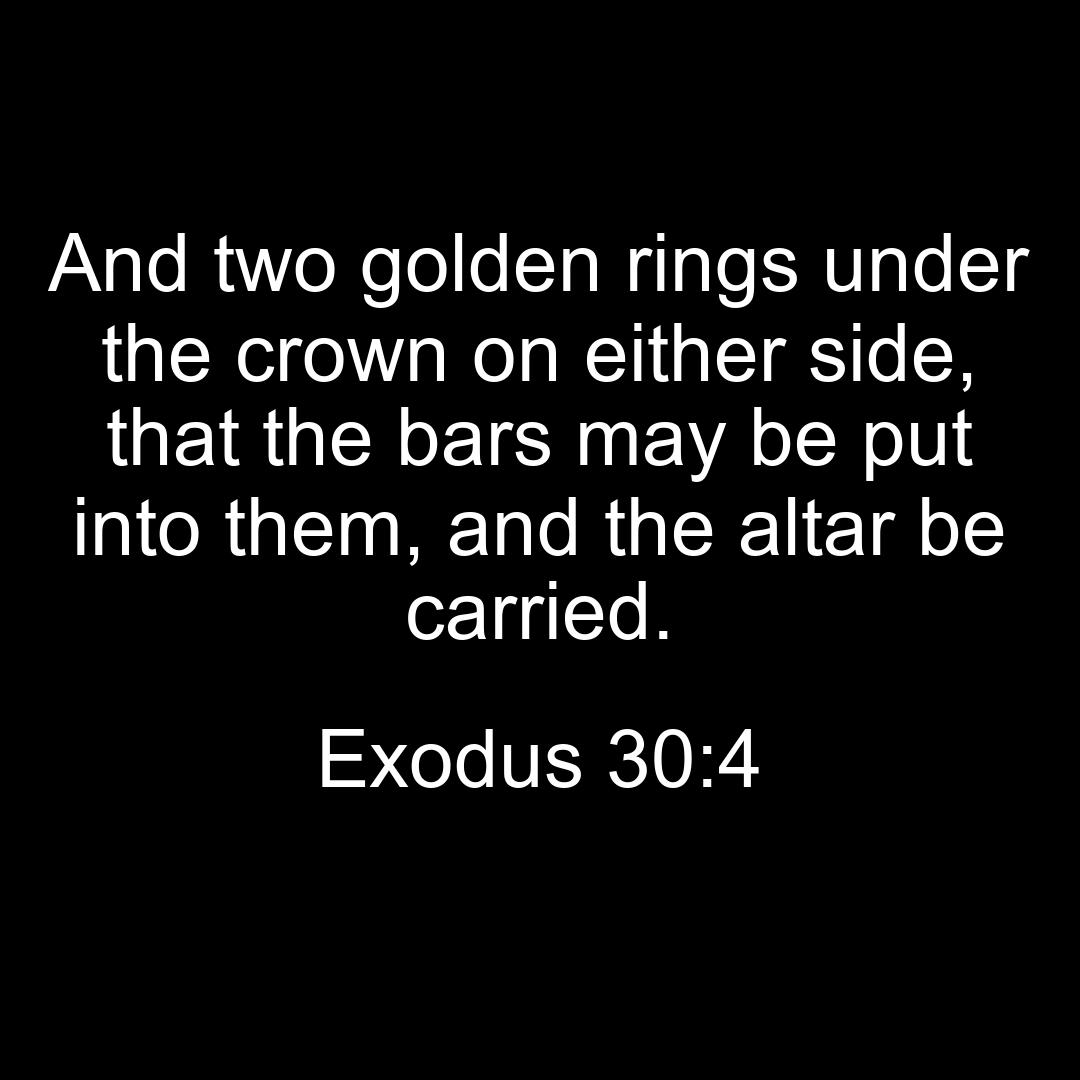 And two golden rings under
the crown on either side,
that the bars may be put
into them, and the altar be
carried.
Exodus 30:4